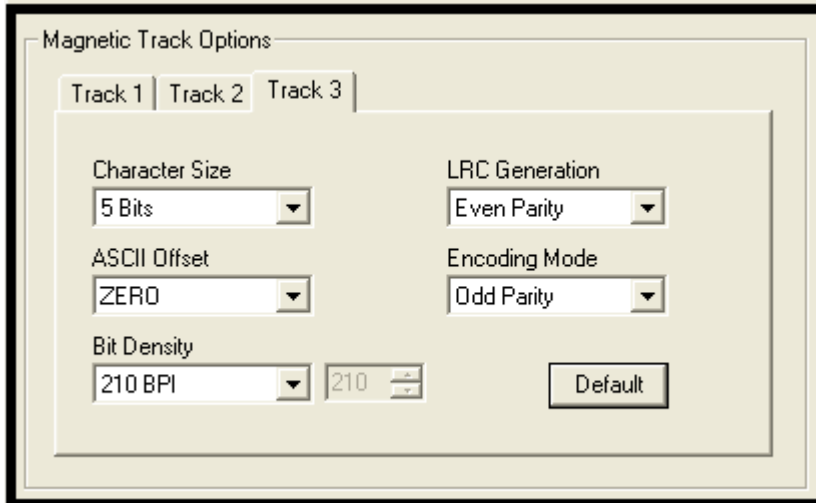 Magnetic Track Options
Track 1 Track 2 Track 3
Character Size LRC Generation
5 Bits Even Parity
ASCII Offset Encoding Mode
ZERO Odd Parity
Bit Density
210 BPI 210 Default